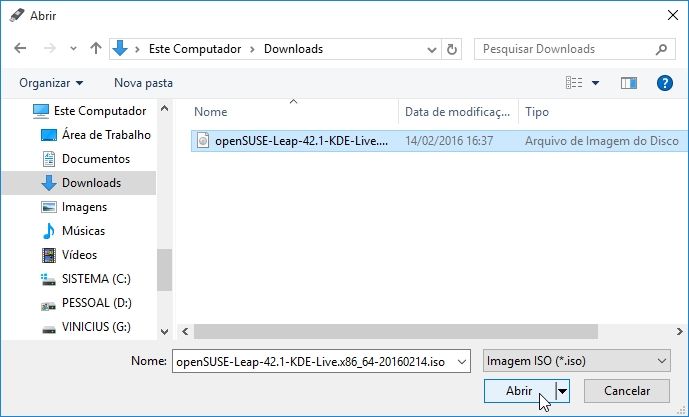 Abrir
Este Computador > Downloads
Pesquisar Downloads
Organizar
Nova pasta
Este Computador
Área de Trabalho
Documentos
Downloads
Imagens
Músicas
Vídeos
SISTEMA (C:)
PESSOAL (D:)
VINICIUS (G:)
Nome
Data de modificaç...
Tipo
openSUSE-Leap-42.1-KDE-Live....
14/02/2016 16:37
Arquivo de Imagem do Disco
Nome:
openSUSE-Leap-42.1-KDE-Live.x86_64-20160214.iso
Imagem ISO (*.iso)
Abrir
Cancelar